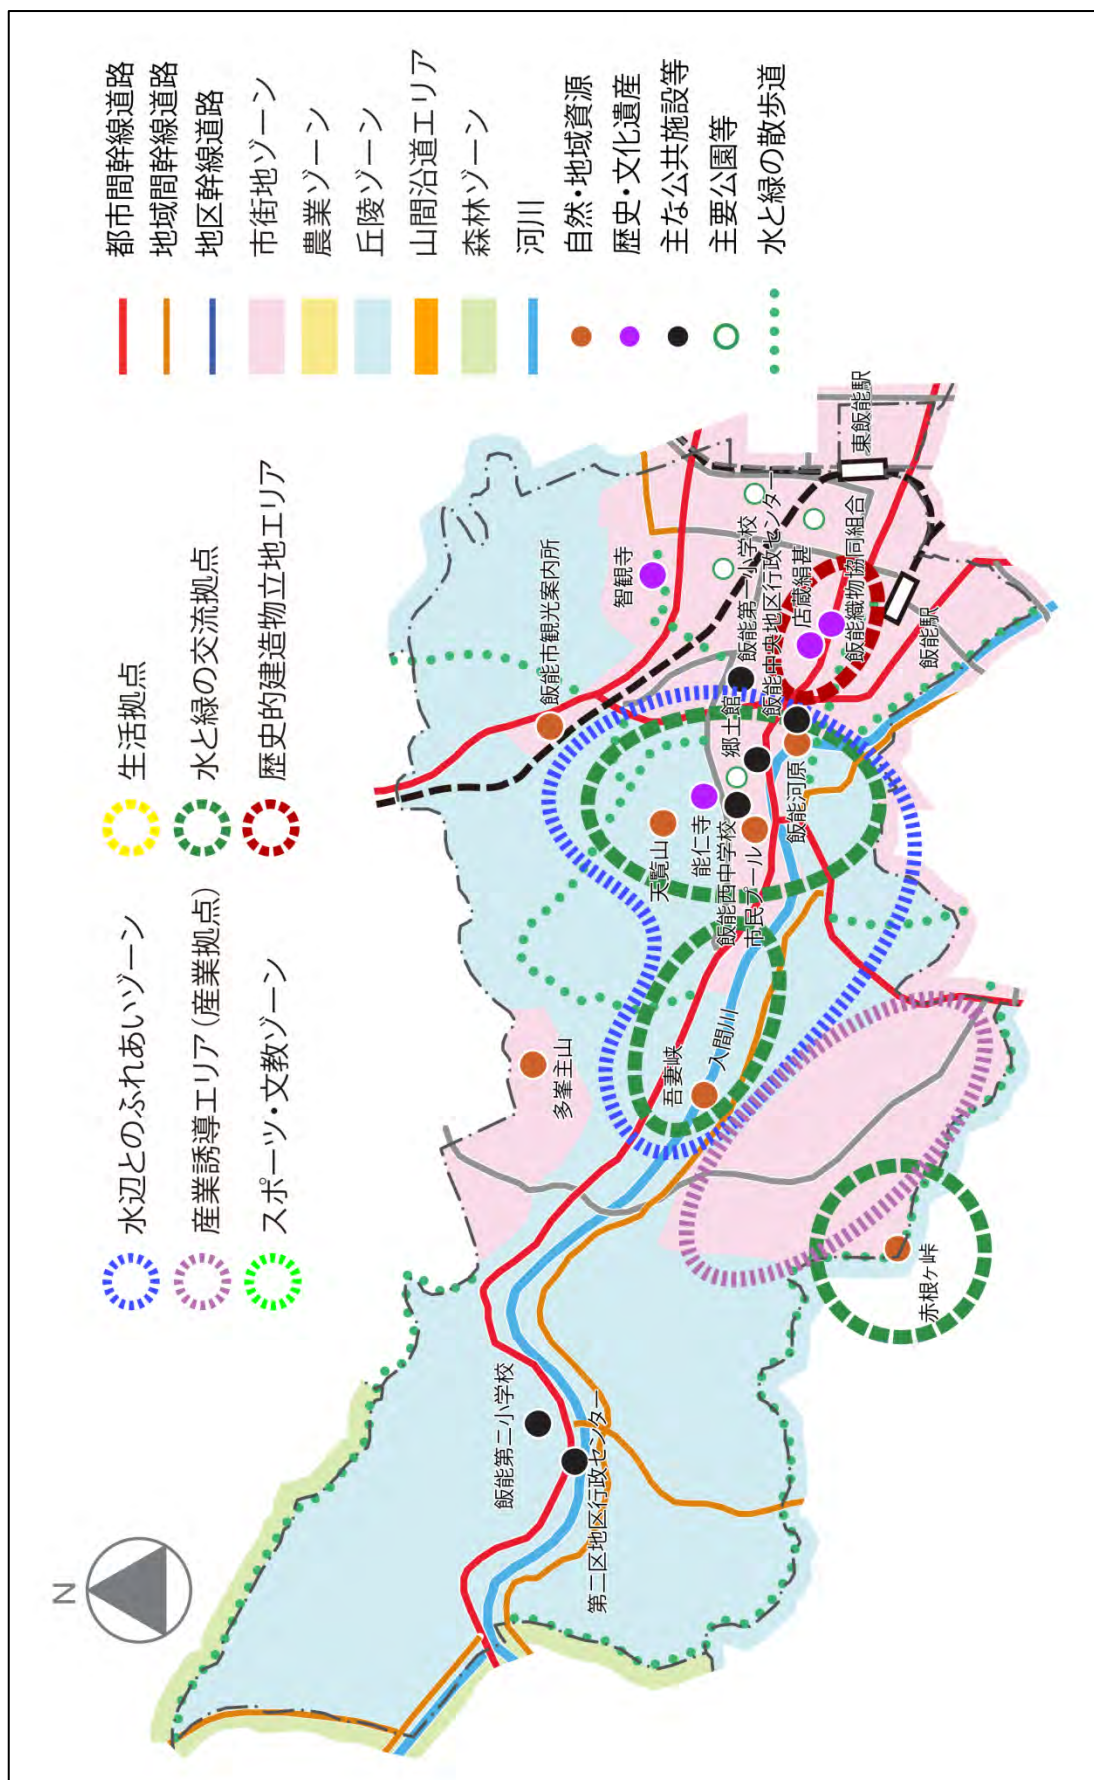 N
水辺とのふれあいゾーン
産業誘導エリア（産業拠点）
スポーツ・文教ゾーン
生活拠点
水と緑の交流拠点
歴史的建造物立地エリア
都市間幹線道路
地域間幹線道路
地区幹線道路
市街地ゾーン
農業ゾーン
丘陵ゾーン
山間沿道エリア
森林ゾーン
河川
自然・地域資源
歴史・文化遺産
主な公共施設等
主要公園等
水と緑の散歩道
飯能第二小学校
第二区地区行政センター
多峯主山
吾妻峡
入間川
赤根ヶ峠
天覧山
能仁寺
飯能西中学校
市民プール
飯能河原
郷土館
飯能市観光案内所
智観寺
飯能第一小学校
飯能中央地区行政センター
店蔵絹甚
飯能織物協同組合
飯能駅
東飯能駅